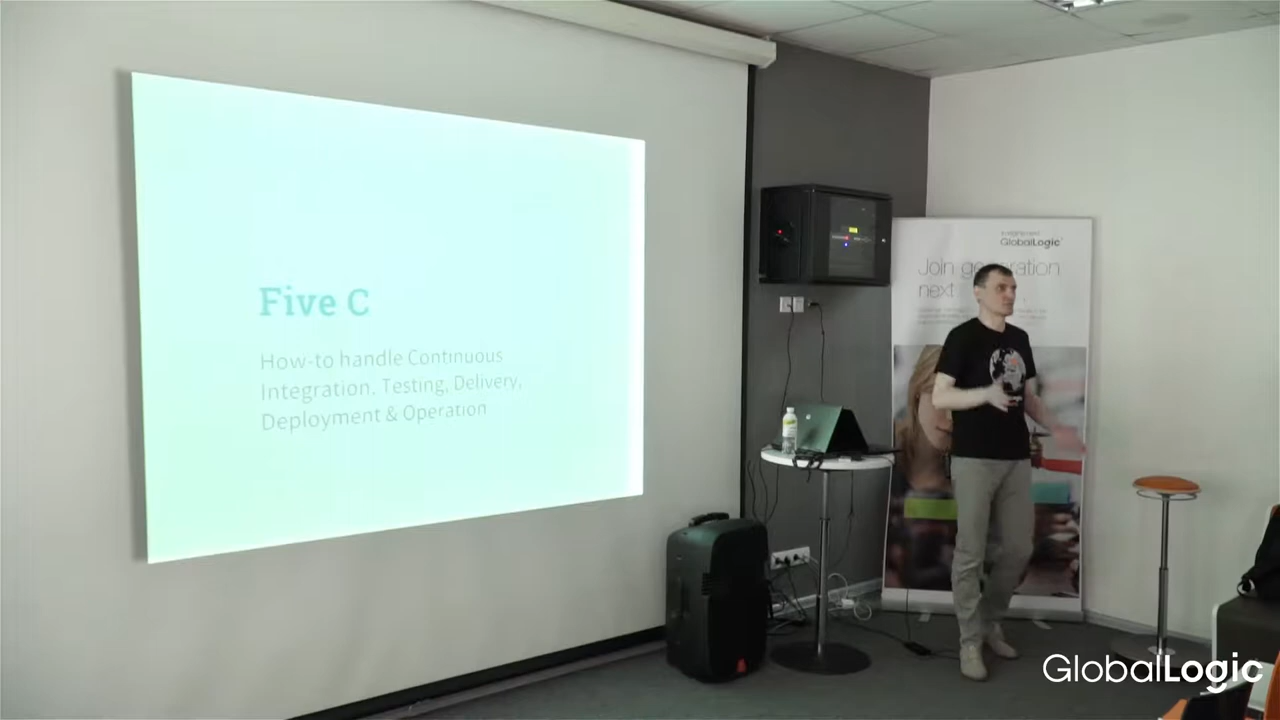 Five C
How-to handle Continuous
Integration, Testing, Delivery,
Deployment & Operation
GlobalLogic
Join generation
next
GlobalLogic